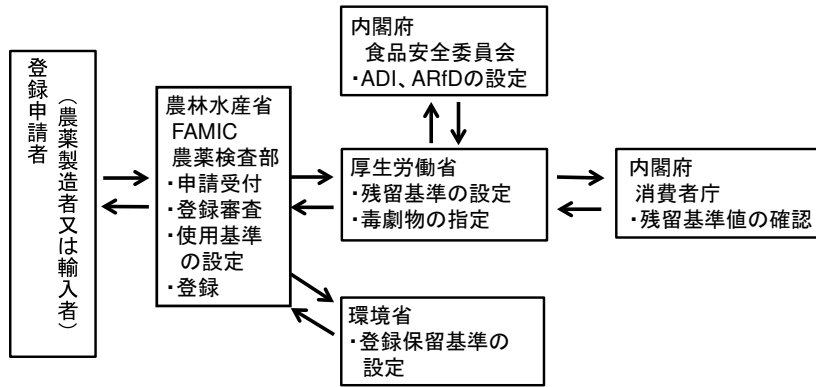 登録申請者
（農薬製造者又は輸入者）
農林水産省
FAMIC
農薬検査部
・申請受付
・登録審査
・使用基準
の設定
・登録
内閣府
食品安全委員会
・ADI、ARfDの設定
厚生労働省
・残留基準の設定
・毒劇物の指定
内閣府
消費者庁
・残留基準値の確認
環境省
・登録保留基準の
設定